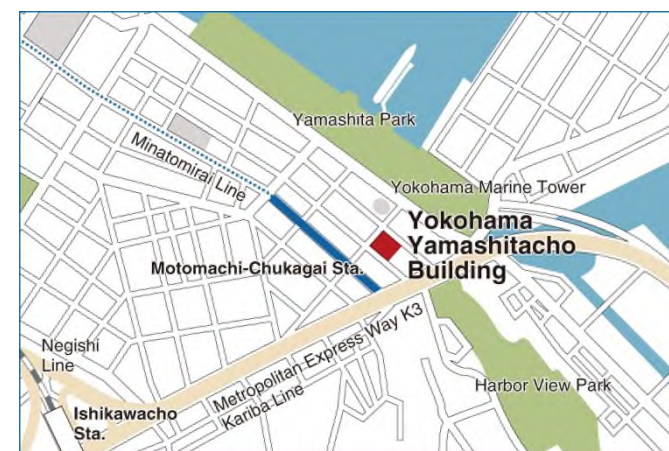 Yamashita Park
Minatomirai Line
Yokohama Marine Tower
Yokohama
Yamashitacho
Building
Motomachi-Chukagai Sta.
Negishi
Line
Metropolitan Express Way K3
Kariba Line
Harbor View Park
Ishikawacho
Sta.